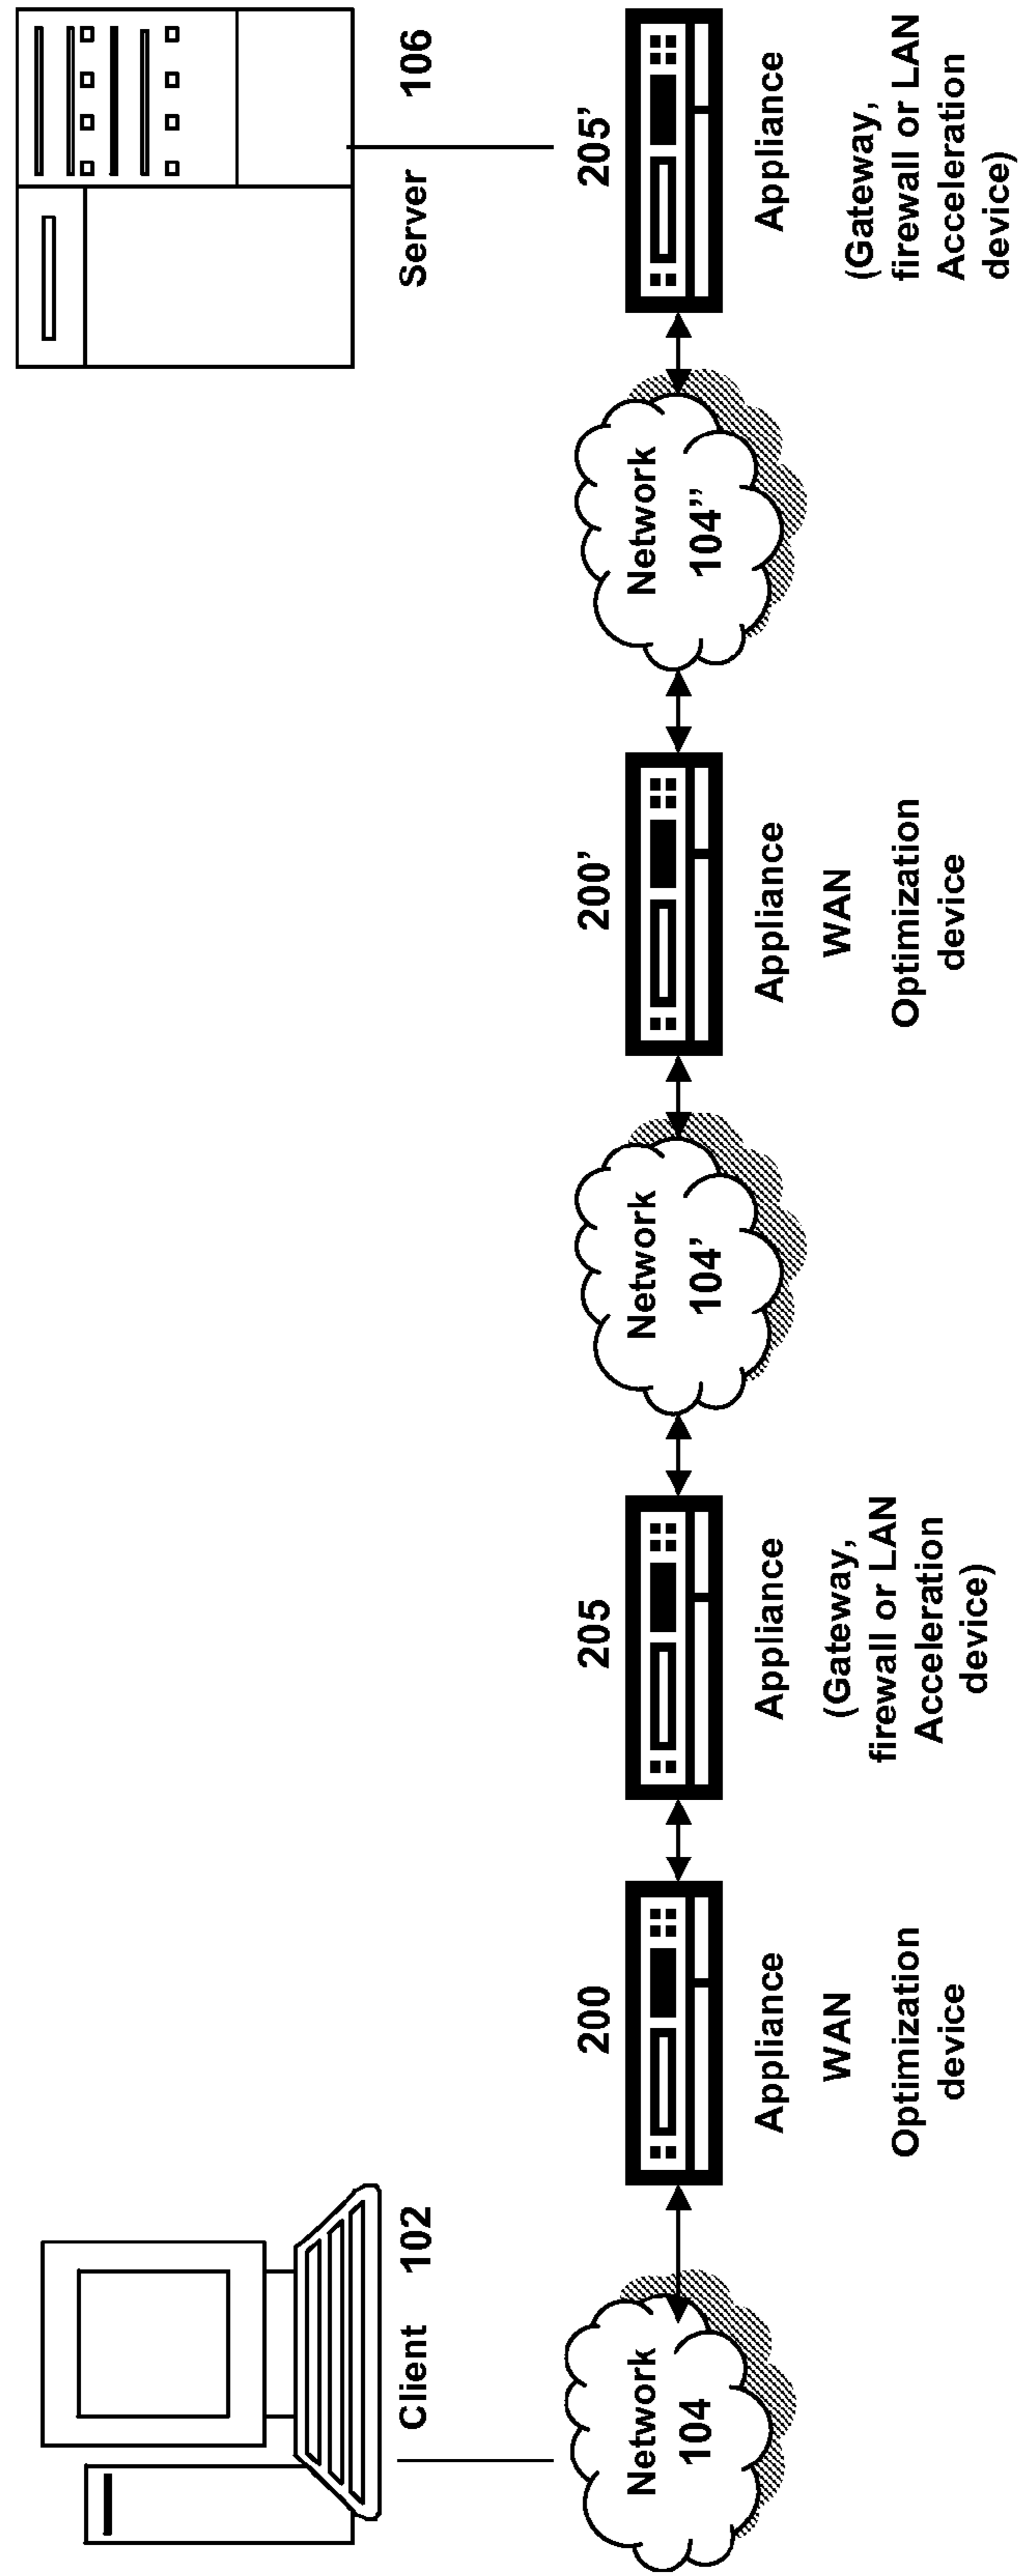 Client 102
Server 106
Network
104
200
Appliance
WAN
Optimization
device
205
Appliance
(Gateway,
firewall or LAN
Acceleration
device)
Network
104’
200’
Appliance
WAN
Optimization
device
Network
104’’
205’
Appliance
(Gateway,
firewall or LAN
Acceleration
device)